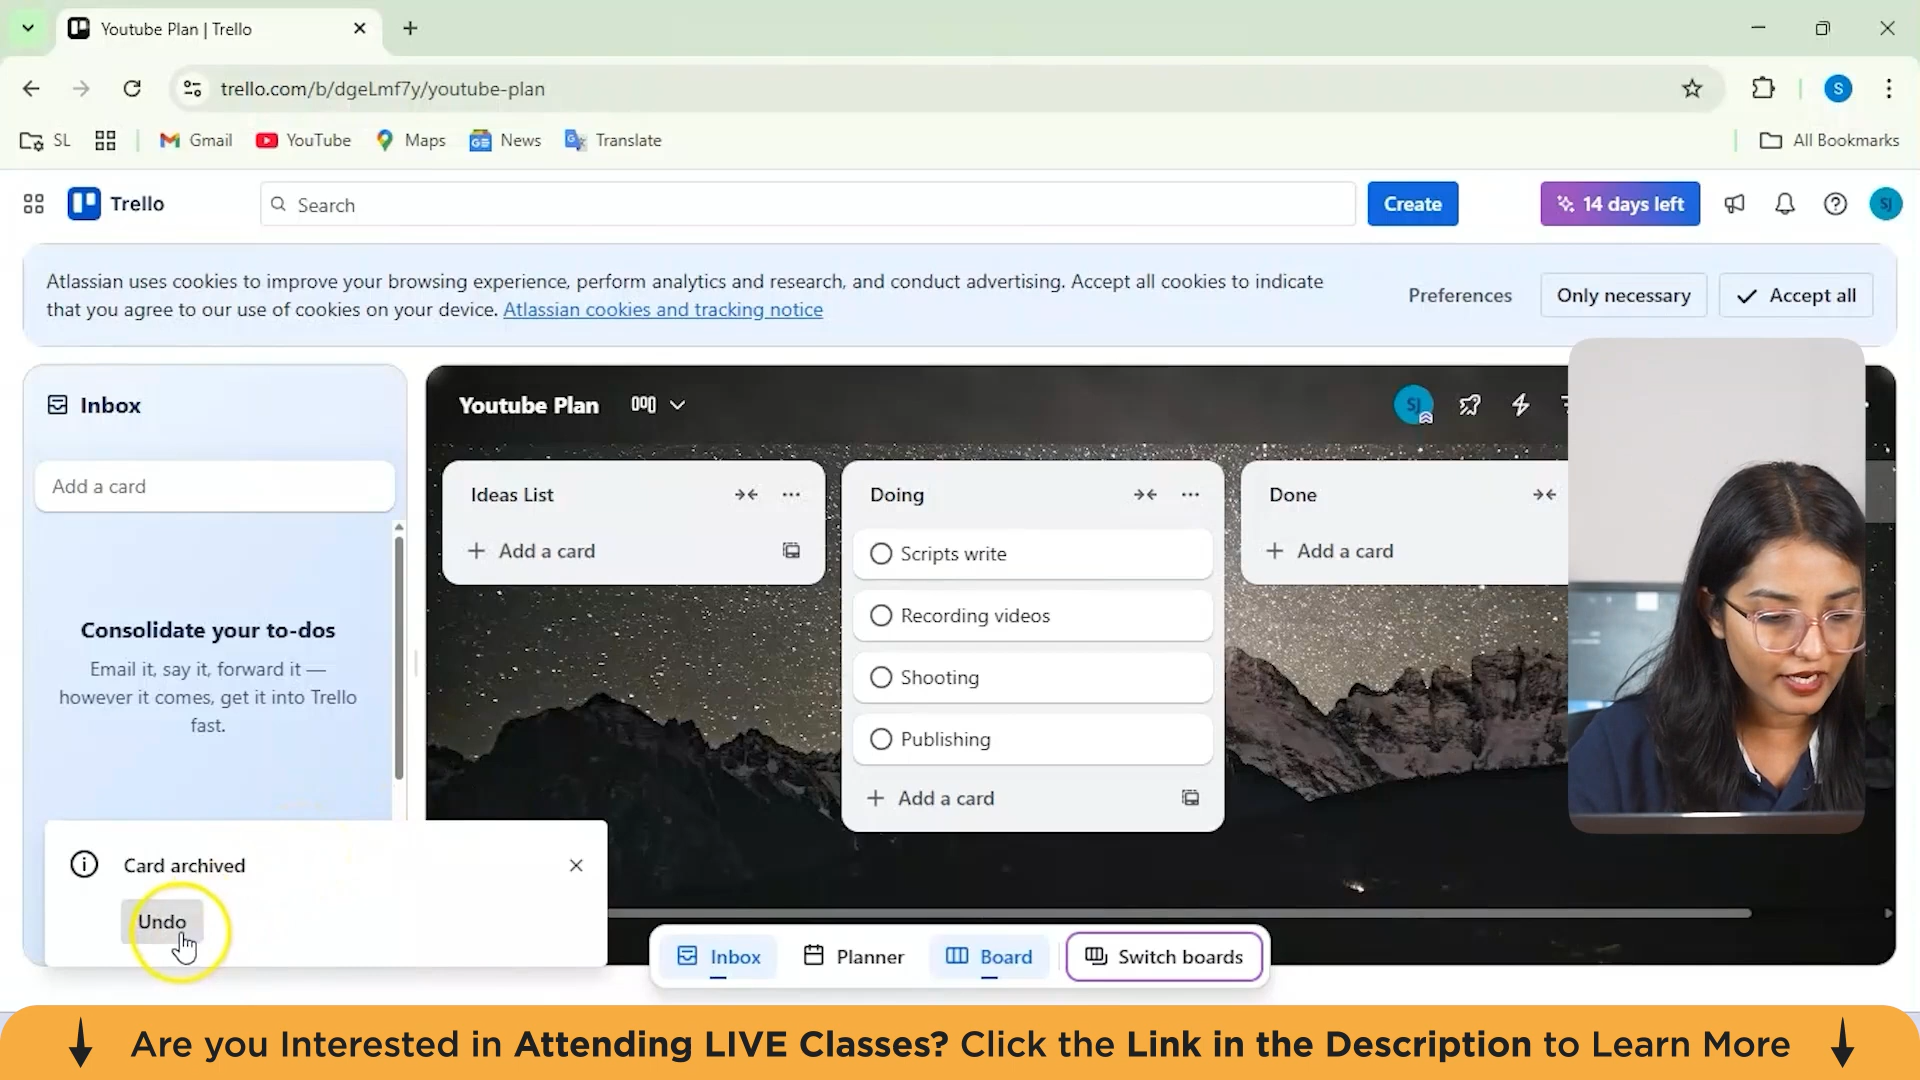 Youtube Plan | Trello
trello.com/b/dgeLmf7y/youtube-plan
S
SL
Gmail
YouTube
Maps
News
Translate
All Bookmarks
Trello
Search
Create
14 days left
SJ
Atlassian uses cookies to improve your browsing experience, perform analytics and research, and conduct advertising. Accept all cookies to indicate
that you agree to our use of cookies on your device. Atlassian cookies and tracking notice
Preferences
Only necessary
Accept all
Inbox
Add a card
Consolidate your to-dos
Email it, say it, forward it —
however it comes, get it into Trello
fast.
Youtube Plan
SJ
Ideas List
Add a card
Doing
Scripts write
Recording videos
Shooting
Publishing
Add a card
Done
Add a card
Card archived
Undo
Inbox
Planner
Board
Switch boards
Are you Interested in Attending LIVE Classes? Click the Link in the Description to Learn More